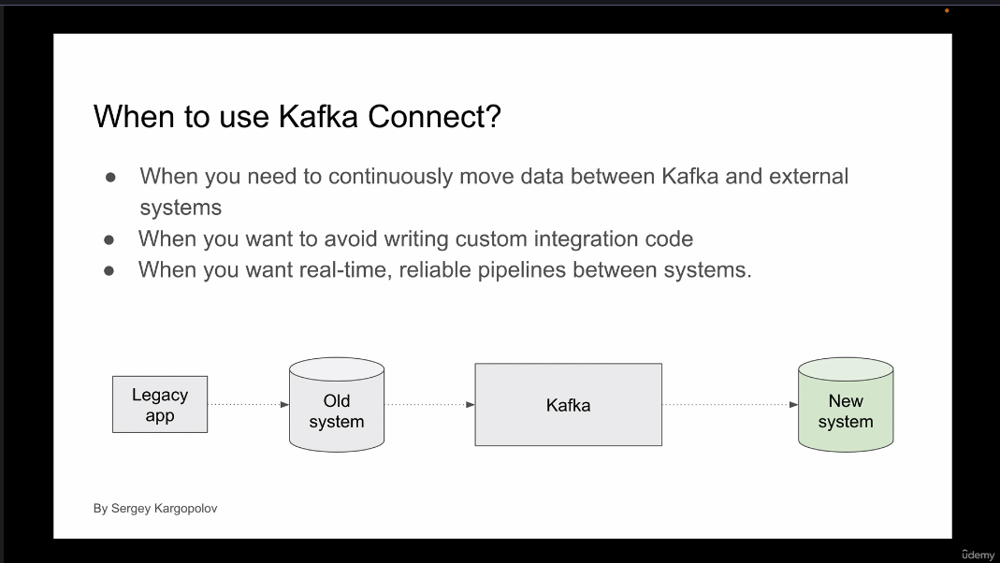 When to use Kafka Connect?
● When you need to continuously move data between Kafka and external
systems
● When you want to avoid writing custom integration code
● When you want real-time, reliable pipelines between systems.
Legacy
app
Old
system
Kafka
New
system
By Sergey Kargopolov
ûdemy